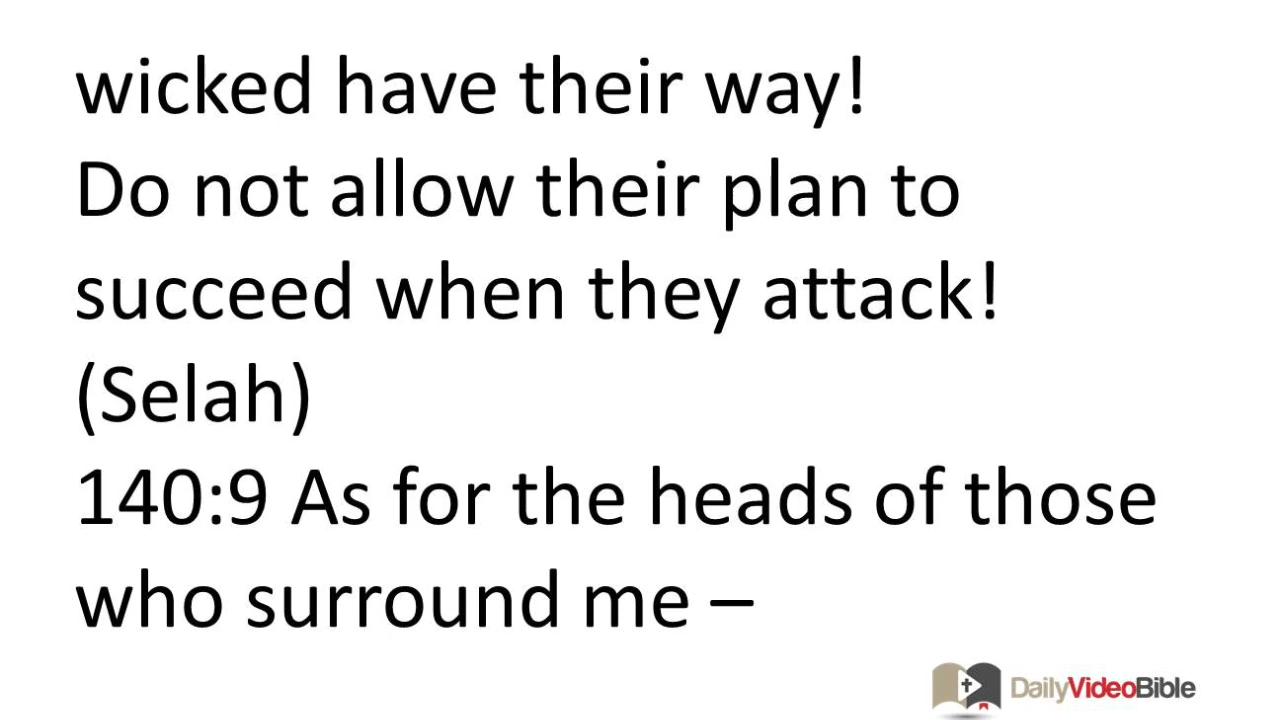 wicked have their way!
Do not allow their plan to
succeed when they attack!
(Selah)
140:9 As for the heads of those
who surround me –
DailyVideoBible